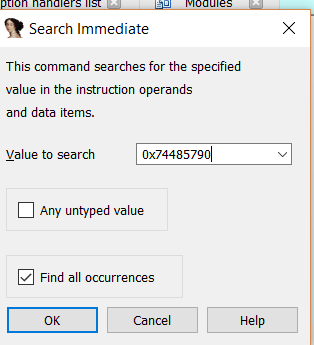 ption handlers list
Modules
Search Immediate
This command searches for the specified
value in the instruction operands
and data items.
Value to search 0x74485790
Any untyped value
Find all occurrences
OK Cancel Help